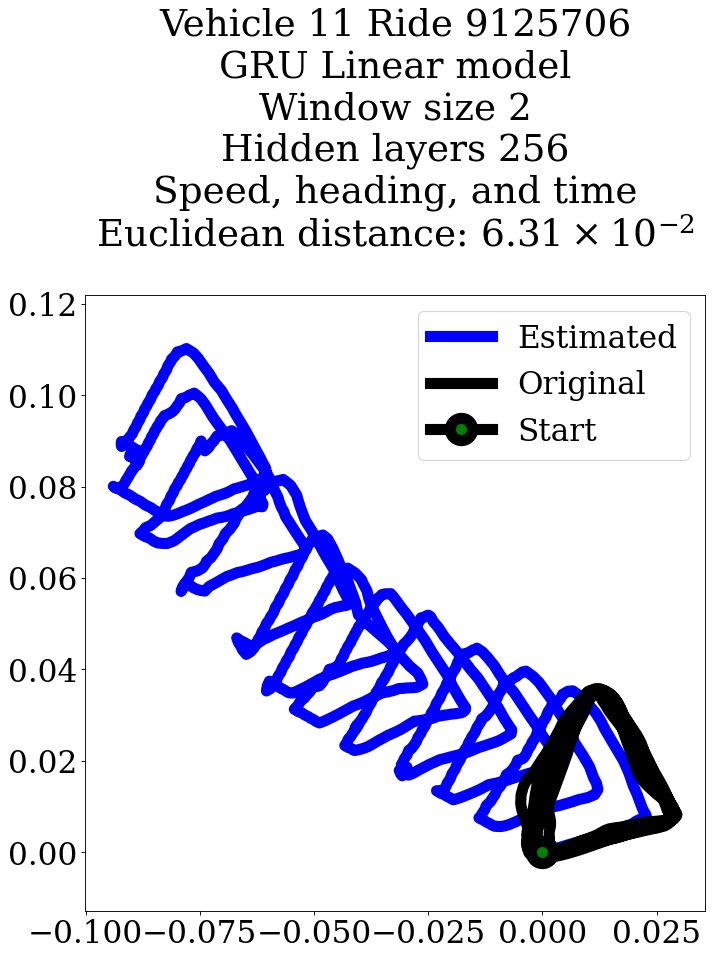 Vehicle 11 Ride 9125706
GRU Linear model
Window size 2
Hidden layers 256
Speed, heading, and time
Euclidean distance: 6.31 × 10⁻²
Estimated
Original
Start
0.12
0.10
0.08
0.06
0.04
0.02
0.00
−0.100 −0.075 −0.050 −0.025 0.000 0.025